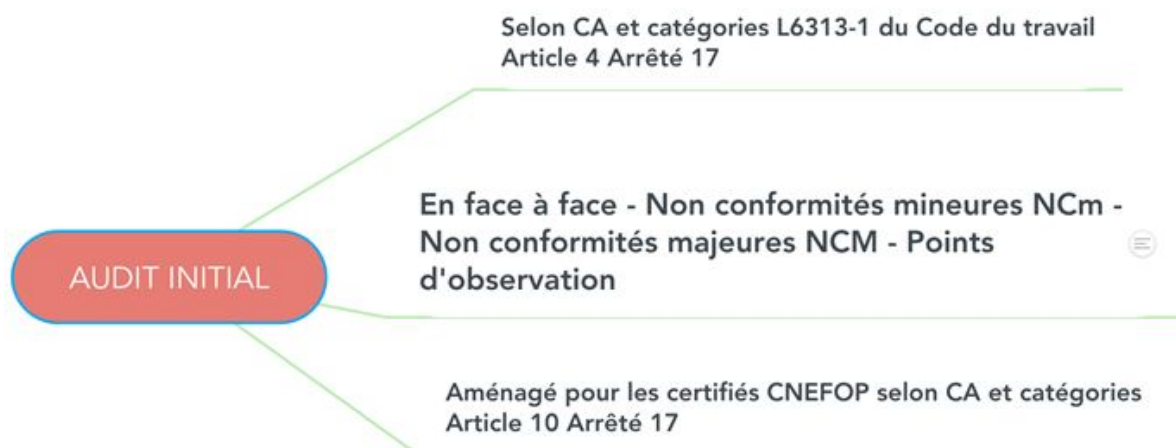 Selon CA et catégories L6313-1 du Code du travail
Article 4 Arrêté 17
En face à face - Non conformités mineures NCm -
Non conformités majeures NCM - Points
d'observation
AUDIT INITIAL
Aménagé pour les certifiés CNEFOP selon CA et catégories
Article 10 Arrêté 17